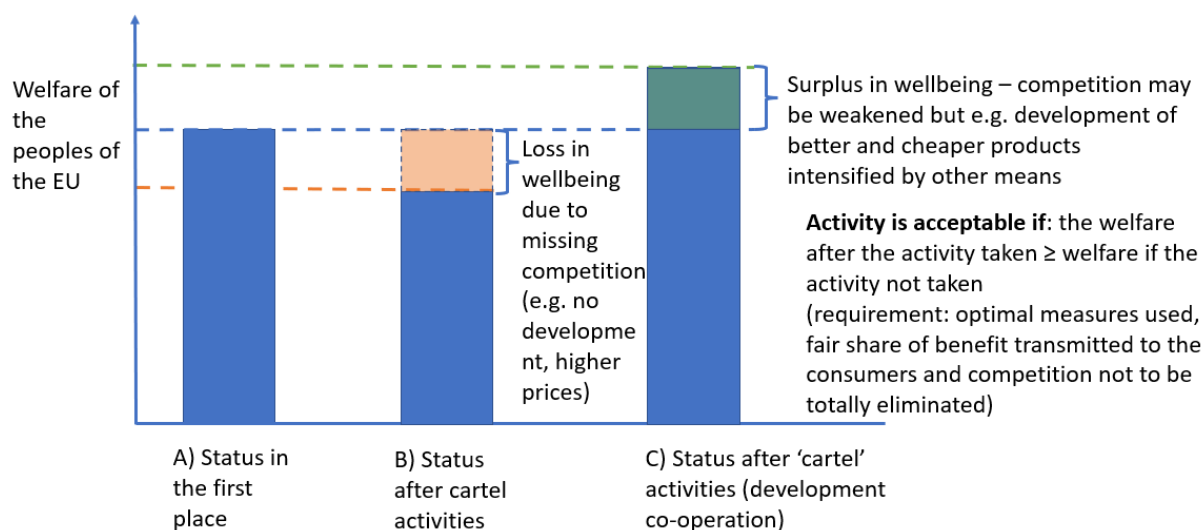 Welfare of
the
peoples of
the EU
Loss in
wellbeing
due to
missing
competition
(e.g. no
developme
nt, higher
prices)
Surplus in wellbeing – competition may
be weakened but e.g. development of
better and cheaper products
intensified by other means
Activity is acceptable if: the welfare
after the activity taken ≥ welfare if the
activity not taken
(requirement: optimal measures used,
fair share of benefit transmitted to the
consumers and competition not to be
totally eliminated)
A) Status in
the first
place
B) Status
after cartel
activities
C) Status after ‘cartel’
activities (development
co-operation)